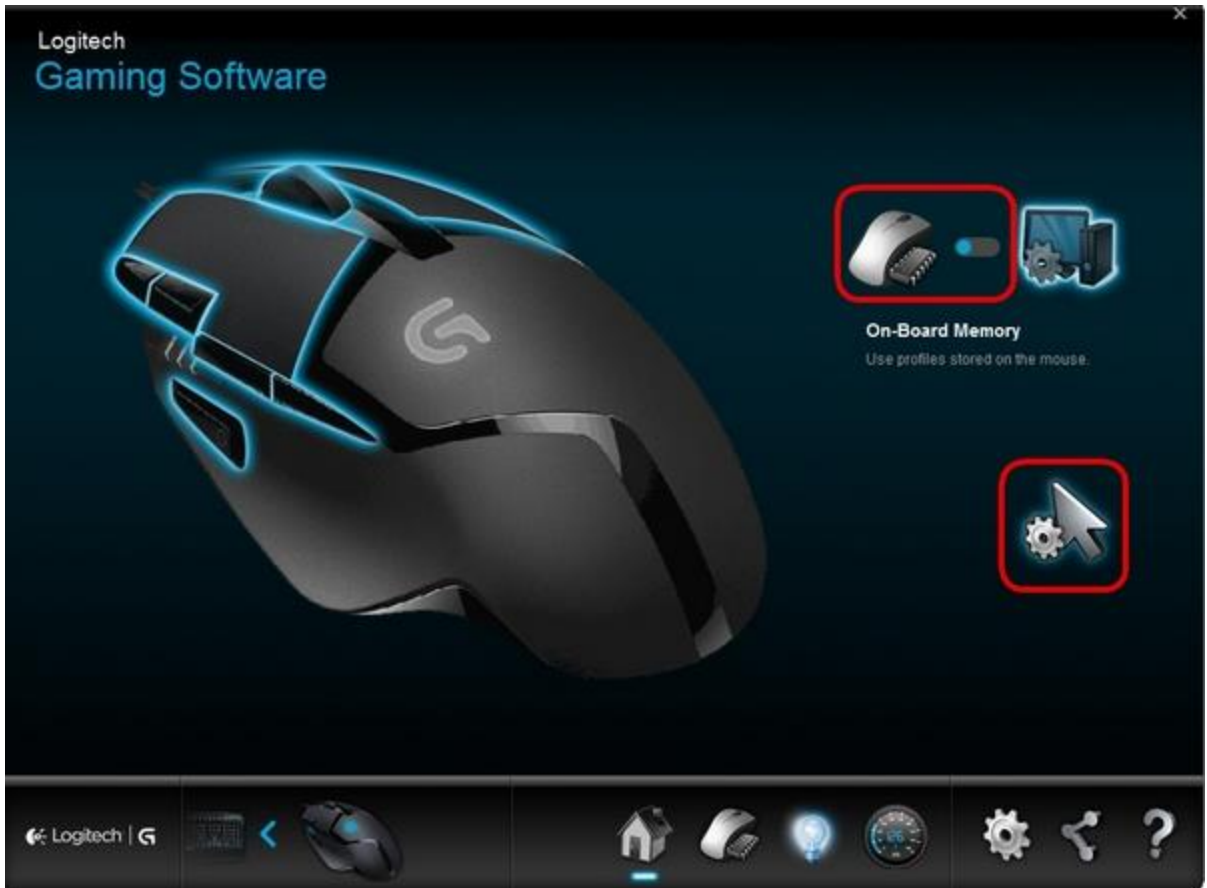 Logitech
Gaming Software
On-Board Memory
Use profiles stored on the mouse.
Logitech | G